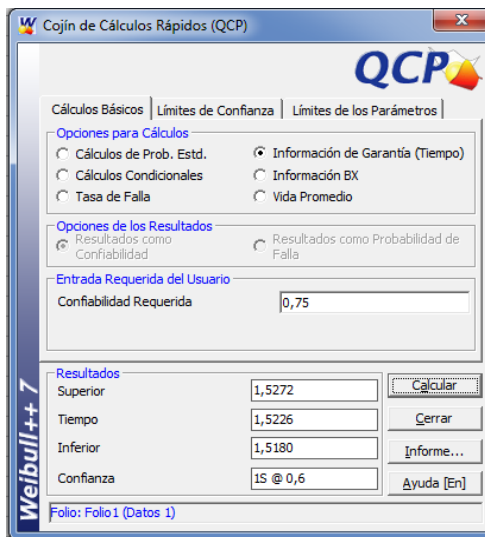 Cojín de Cálculos Rápidos (QCP)
QCP
Cálculos Básicos Límites de Confianza Límites de los Parámetros
Opciones para Cálculos
Cálculos de Prob. Estd. Información de Garantía (Tiempo)
Cálculos Condicionales Información BX
Tasa de Falla Vida Promedio
Opciones de los Resultados
Resultados como Confiabilidad
Resultados como Probabilidad de Falla
Entrada Requerida del Usuario
Confiabilidad Requerida 0,75
Resultados
Superior 1,5272 Calcular
Tiempo 1,5226 Cerrar
Inferior 1,5180 Informe...
Confianza 1S @ 0,6 Ayuda [En]
Folio: Folio1 (Datos 1)
Weibull++ 7